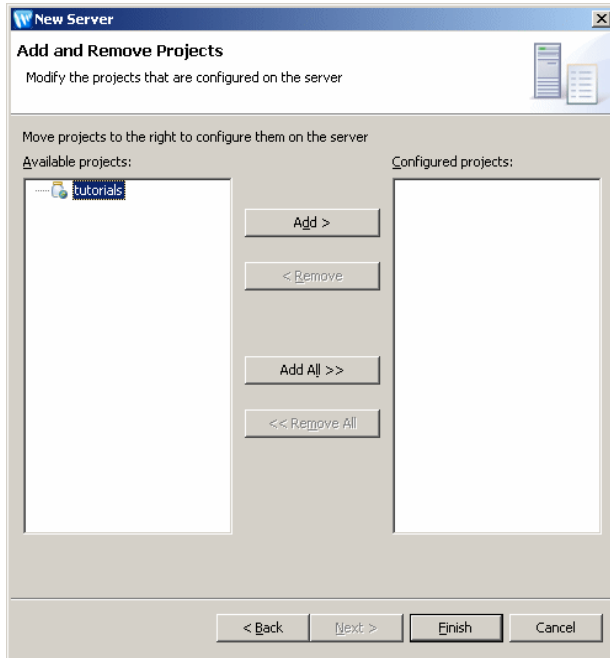 New Server
Add and Remove Projects
Modify the projects that are configured on the server
Move projects to the right to configure them on the server
Available projects:
Configured projects:
tutorials
Add >
< Remove
Add All >>
<< Remove All
< Back
Next >
Finish
Cancel